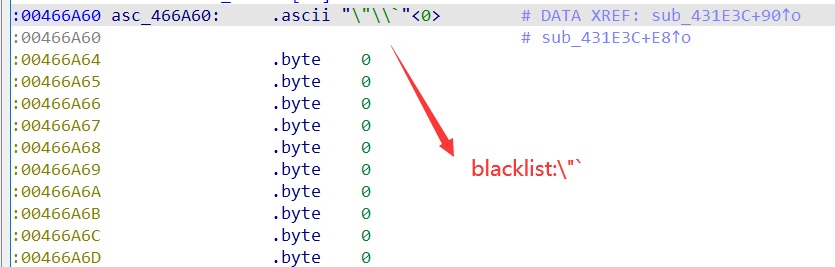 :00466A60 asc_466A60: .ascii "\"\\`"<0> # DATA XREF: sub_431E3C+90↑o
:00466A60 # sub_431E3C+E8↑o
:00466A64 .byte 0
:00466A65 .byte 0
:00466A66 .byte 0
:00466A67 .byte 0
:00466A68 .byte 0
:00466A69 .byte 0
:00466A6A .byte 0
:00466A6B .byte 0
:00466A6C .byte 0
:00466A6D .byte 0
blacklist:\"`